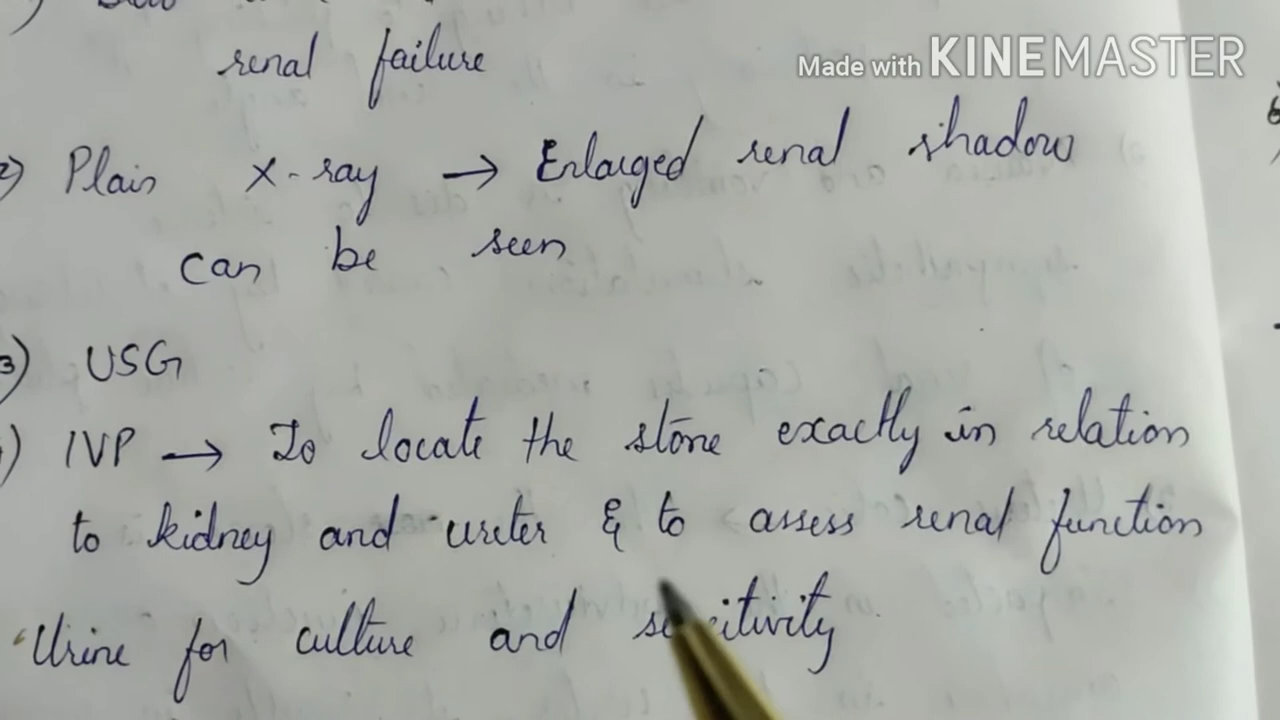 renal failure
Made with KINEMASTER
2) Plain X-ray → Enlarged renal shadow
can be seen
3) USG
) IVP → To locate the stone exactly in relation
to kidney and ureter & to assess renal function
Urine for culture and